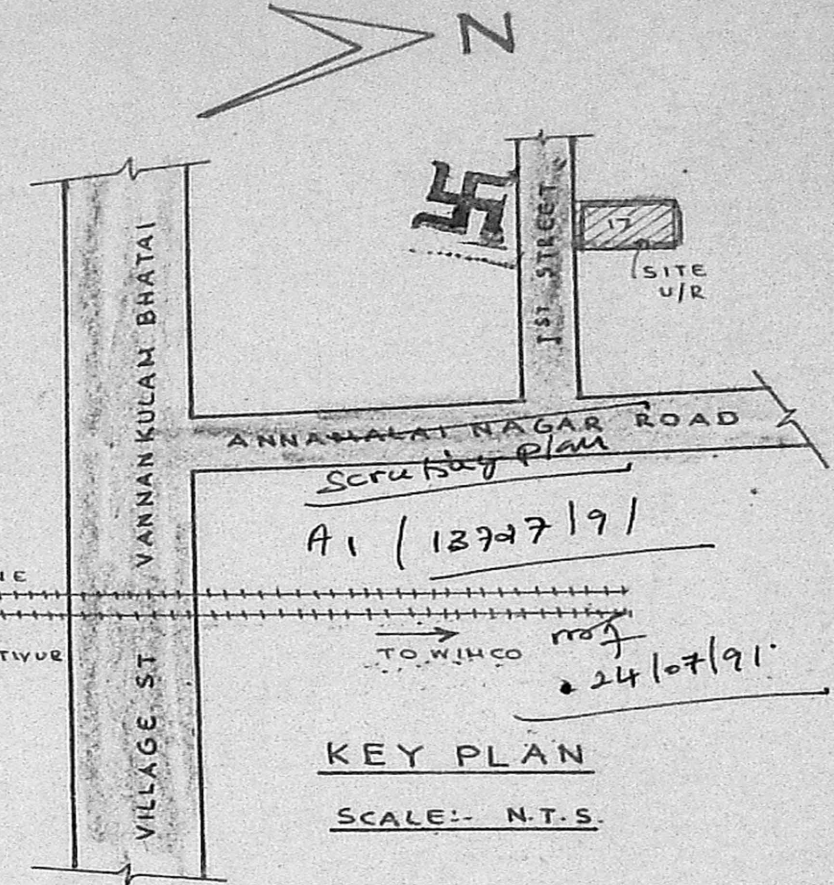 N
1ST STREET
17
SITE
U/R
VILLAGE ST VANNANKULAM BHATAI
ANNAMALAI NAGAR ROAD
Scrutiny Plan
A1 / 13727/91
TIVUR
TO WIMCO
24/07/91.
KEY PLAN
SCALE:- N.T.S.